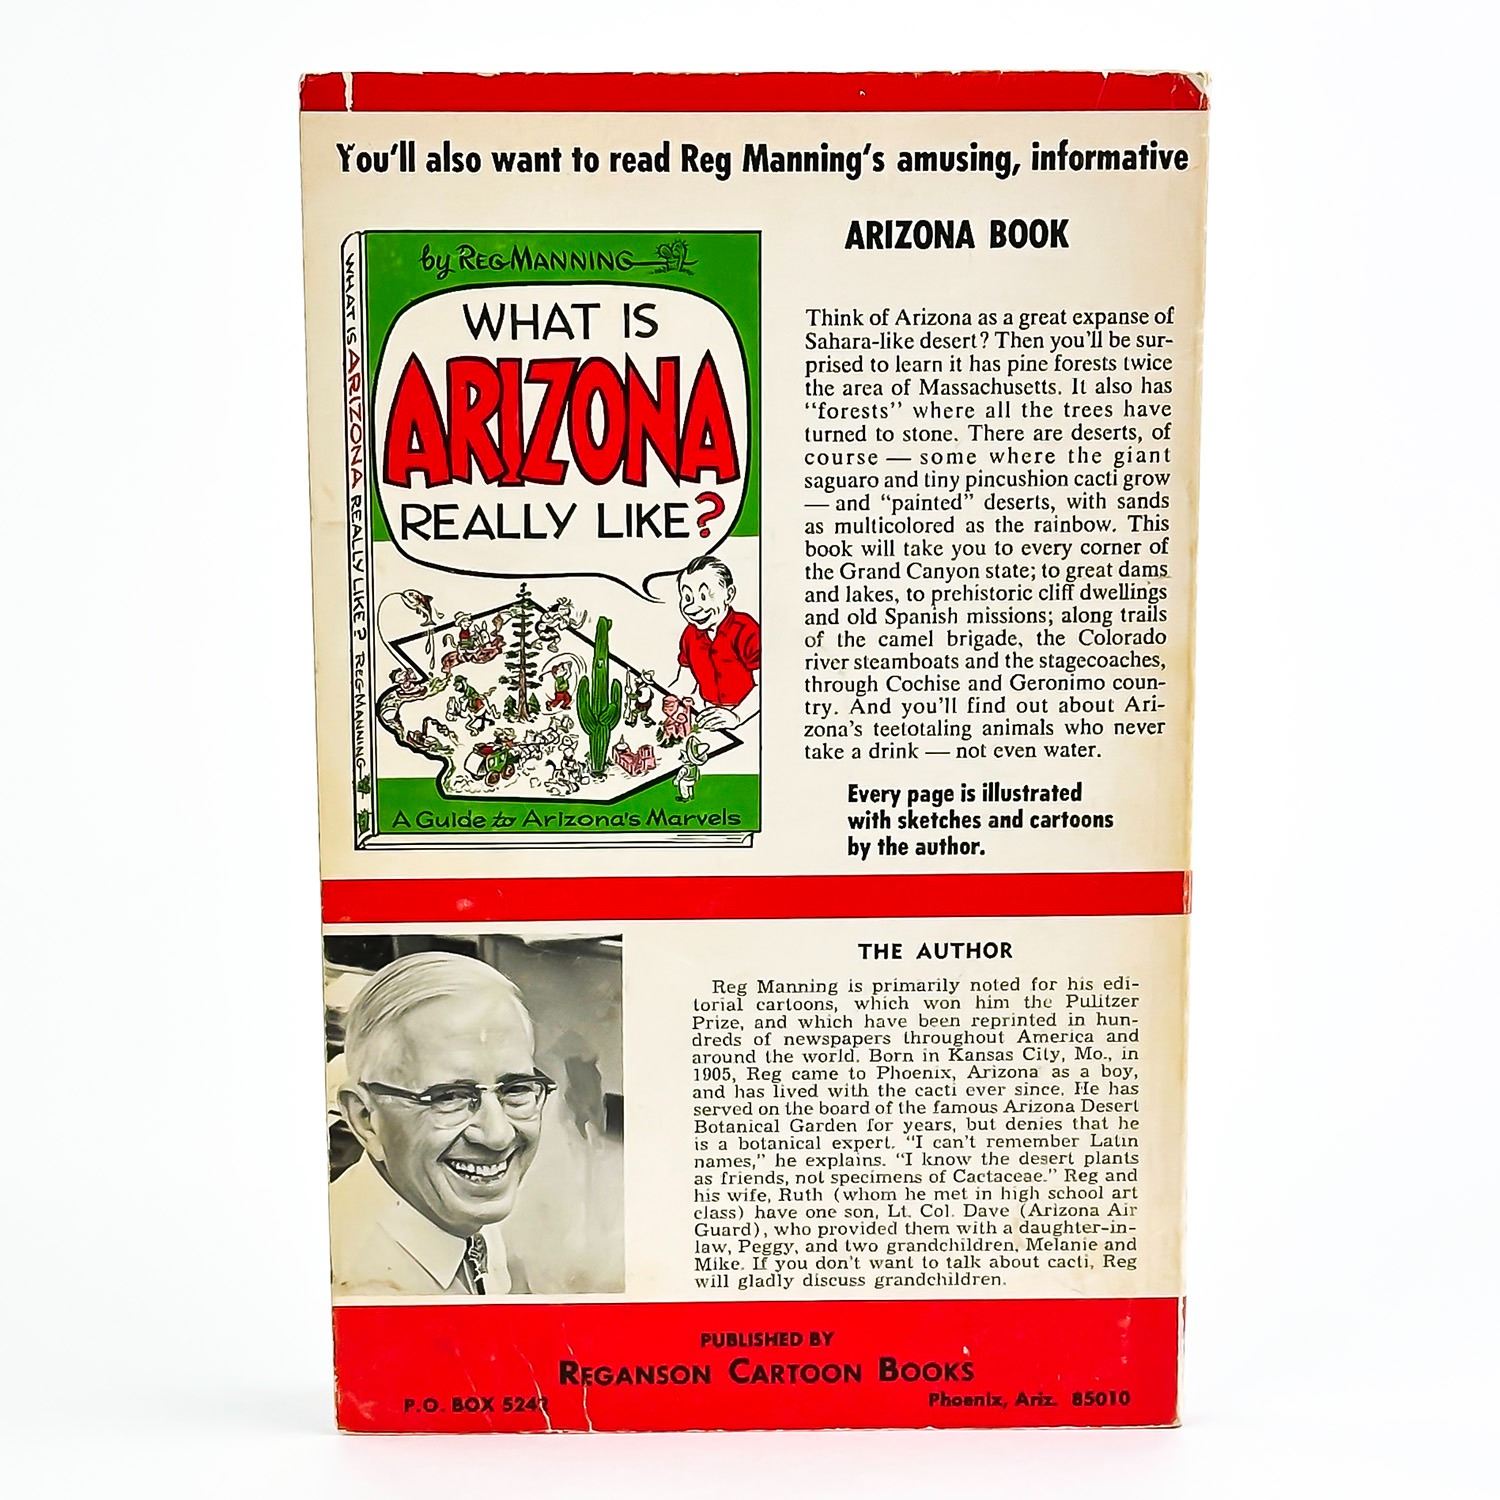 You'll also want to read Reg Manning's amusing, informative
ARIZONA BOOK
by REG MANNING
WHAT IS
ARIZONA
REALLY LIKE?
A Guide to Arizona's Marvels
WHAT IS ARIZONA REALLY LIKE? REG MANNING
Think of Arizona as a great expanse of
Sahara-like desert? Then you'll be sur-
prised to learn it has pine forests twice
the area of Massachusetts. It also has
"forests" where all the trees have
turned to stone. There are deserts, of
course — some where the giant
saguaro and tiny pincushion cacti grow
— and "painted" deserts, with sands
as multicolored as the rainbow. This
book will take you to every corner of
the Grand Canyon state; to great dams
and lakes, to prehistoric cliff dwellings
and old Spanish missions; along trails
of the camel brigade, the Colorado
river steamboats and the stagecoaches,
through Cochise and Geronimo coun-
try. And you'll find out about Ari-
zona's teetotaling animals who never
take a drink — not even water.
Every page is illustrated
with sketches and cartoons
by the author.
THE AUTHOR
Reg Manning is primarily noted for his edi-
torial cartoons, which won him the Pulitzer
Prize, and which have been reprinted in hun-
dreds of newspapers throughout America and
around the world. Born in Kansas City, Mo., in
1905, Reg came to Phoenix, Arizona as a boy,
and has lived with the cacti ever since. He has
served on the board of the famous Arizona Desert
Botanical Garden for years, but denies that he
is a botanical expert. "I can't remember Latin
names," he explains. "I know the desert plants
as friends, not specimens of Cactaceae." Reg and
his wife, Ruth (whom he met in high school art
class) have one son, Lt. Col. Dave (Arizona Air
Guard), who provided them with a daughter-in-
law, Peggy, and two grandchildren, Melanie and
Mike. If you don't want to talk about cacti, Reg
will gladly discuss grandchildren.
PUBLISHED BY
REGANSON CARTOON BOOKS
P.O. BOX
Phoenix, Ariz. 85010